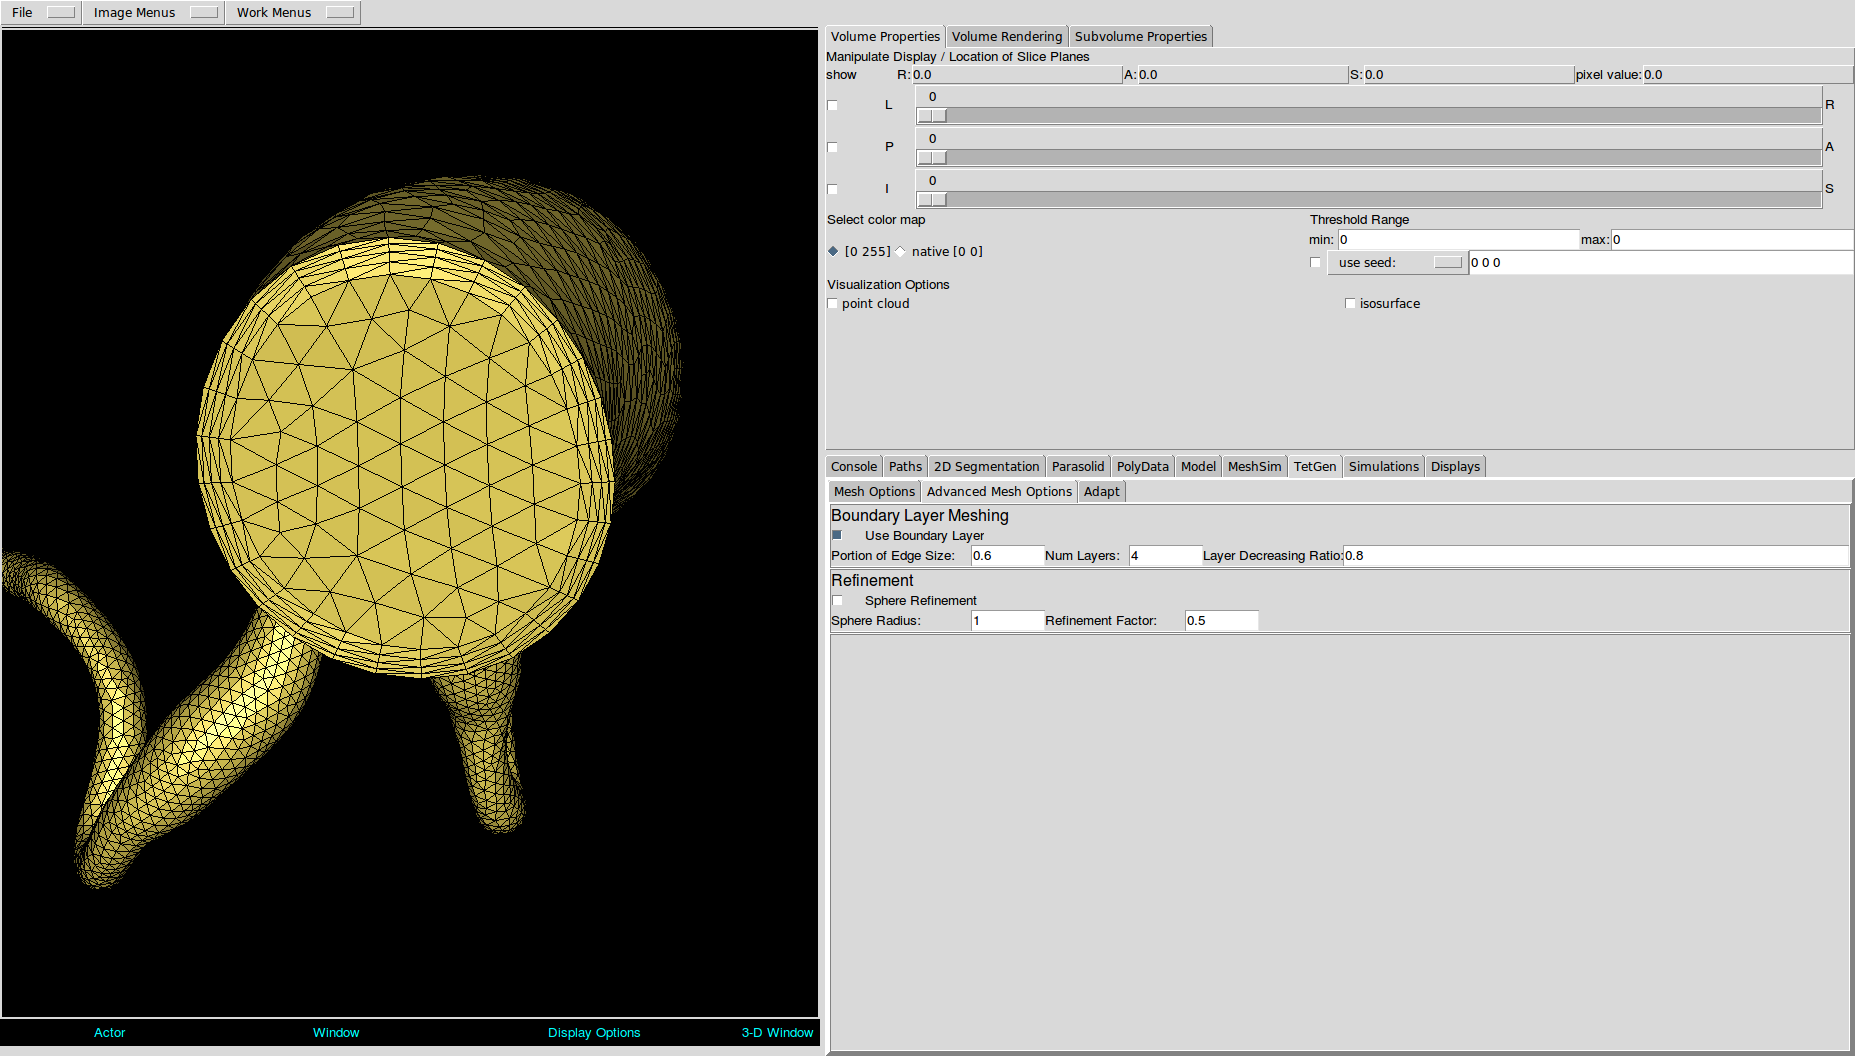 File Image Menus Work Menus
Volume Properties Volume Rendering Subvolume Properties
Manipulate Display / Location of Slice Planes
show R: 0.0 A: 0.0 S: 0.0 pixel value: 0.0
0
L R
0
P A
0
I S
Select color map Threshold Range
min: 0 max: 0
[0 255] native [0 0]
use seed: 0 0 0
Visualization Options
point cloud isosurface
Console Paths 2D Segmentation Parasolid PolyData Model MeshSim TetGen Simulations Displays
Mesh Options Advanced Mesh Options Adapt
Boundary Layer Meshing
Use Boundary Layer
Portion of Edge Size: 0.6 Num Layers: 4 Layer Decreasing Ratio: 0.8
Refinement
Sphere Refinement
Sphere Radius: 1 Refinement Factor: 0.5
Actor Window Display Options 3-D Window